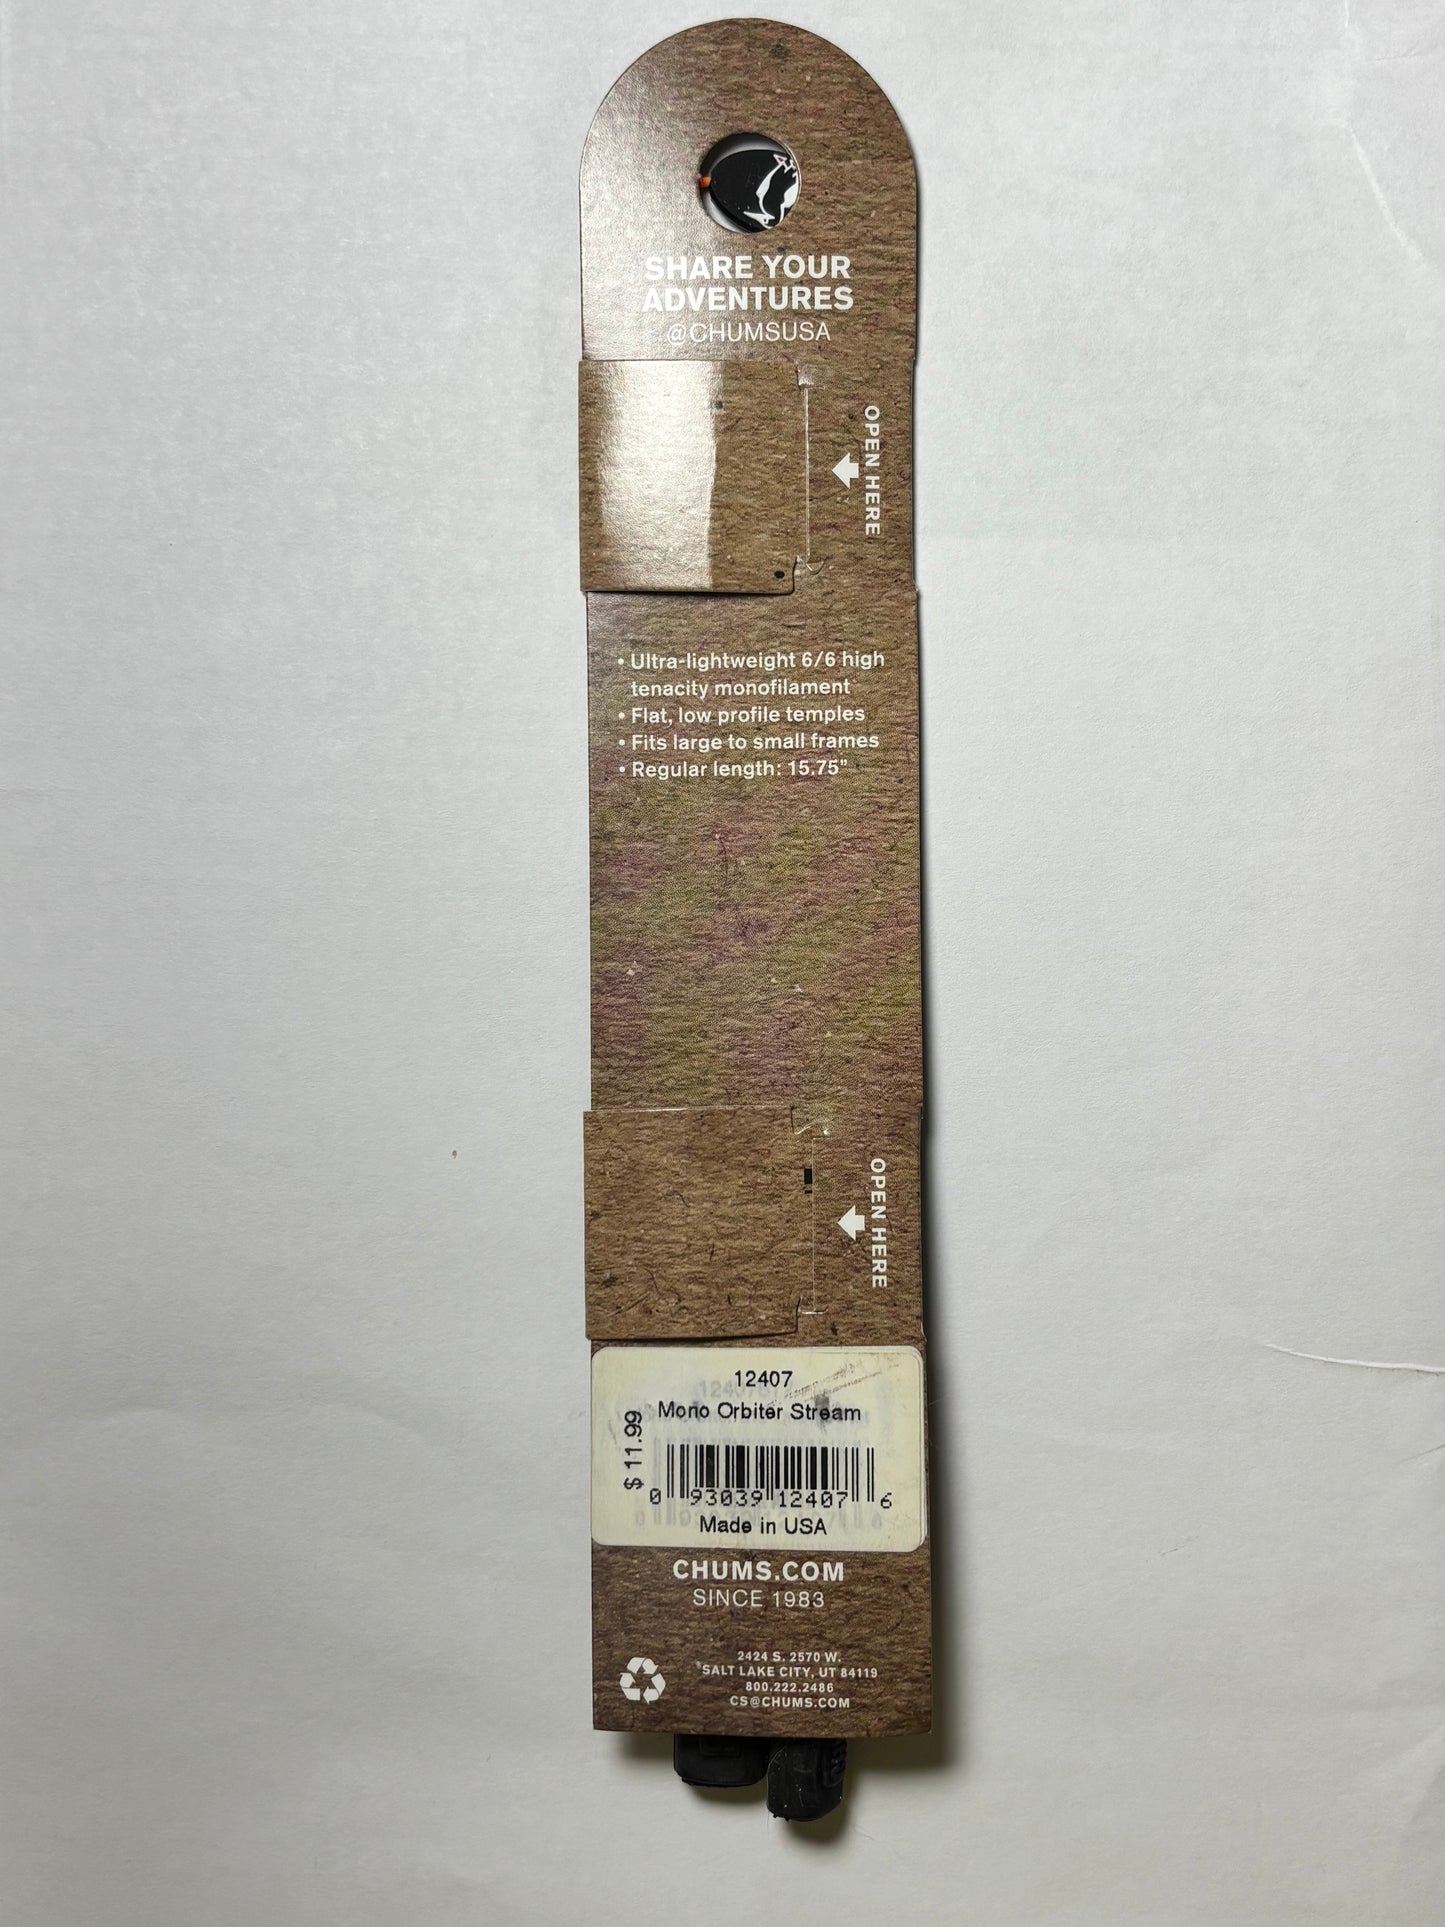 SHARE YOUR
ADVENTURES
@CHUMSUSA
OPEN HERE
• Ultra-lightweight 6/6 high
tenacity monofilament
• Flat, low profile temples
• Fits large to small frames
• Regular length: 15.75"
OPEN HERE
12407
Mono Orbiter Stream
$ 11.99
0 93039 12407 6
Made in USA
CHUMS.COM
SINCE 1983
2424 S. 2570 W.
SALT LAKE CITY, UT 84119
800.222.2486
CS@CHUMS.COM